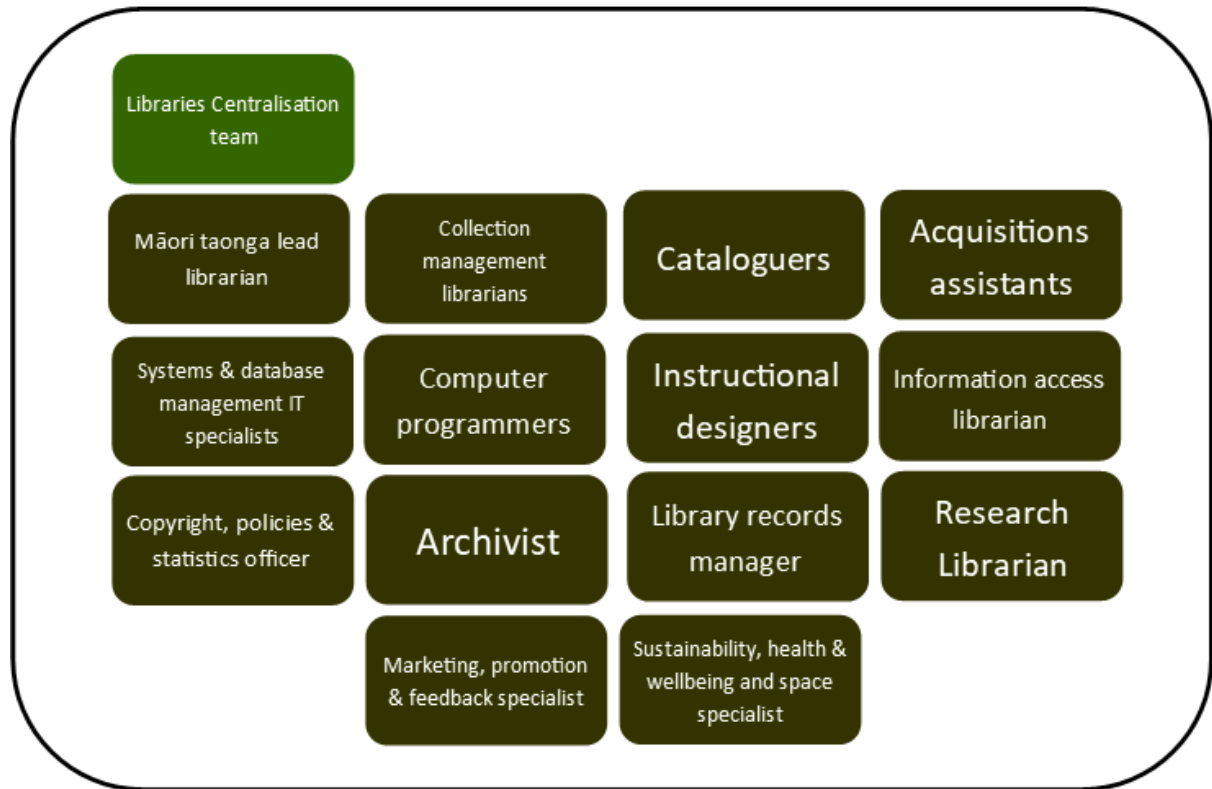 Libraries Centralisation
team
Māori taonga lead
librarian
Collection
management
librarians
Cataloguers
Acquisitions
assistants
Systems & database
management IT
specialists
Computer
programmers
Instructional
designers
Information access
librarian
Copyright, policies &
statistics officer
Archivist
Library records
manager
Research
Librarian
Marketing, promotion
& feedback specialist
Sustainability, health &
wellbeing and space
specialist